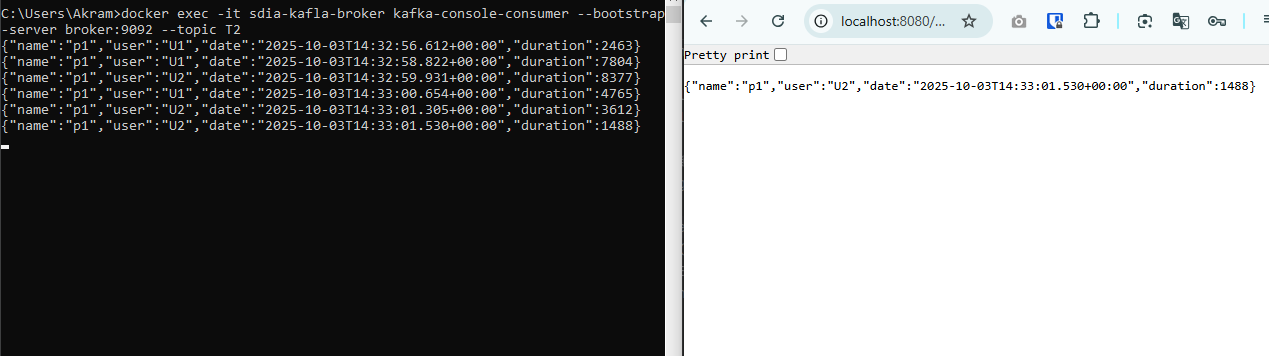 C:\Users\Akram>docker exec -it sdia-kafla-broker kafka-console-consumer --bootstrap
-server broker:9092 --topic T2
{"name":"p1","user":"U1","date":"2025-10-03T14:32:56.612+00:00","duration":2463}
{"name":"p1","user":"U1","date":"2025-10-03T14:32:58.822+00:00","duration":7804}
{"name":"p1","user":"U2","date":"2025-10-03T14:32:59.931+00:00","duration":8377}
{"name":"p1","user":"U1","date":"2025-10-03T14:33:00.654+00:00","duration":4765}
{"name":"p1","user":"U2","date":"2025-10-03T14:33:01.305+00:00","duration":3612}
{"name":"p1","user":"U2","date":"2025-10-03T14:33:01.530+00:00","duration":1488}
localhost:8080/...
Pretty print
{"name":"p1","user":"U2","date":"2025-10-03T14:33:01.530+00:00","duration":1488}